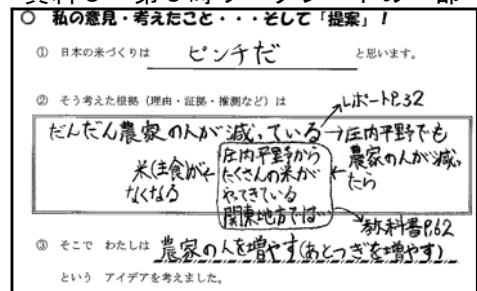 ○ 私の意見・考えたこと・・・そして「提案」！
① 日本の米づくりは ピンチだ と思います。
② そう考えた根拠（理由・証拠・推測など）は
レポートP.32
だんだん農家の人が減っている→庄内平野でも
農家の人が減っ
たら
庄内平野から
たくさんの米が
やってきている
関東地方では…
米(主食)が
なくなる
教科書P.62
③ そこで わたしは 農家の人を増やす(あとつぎを増やす)
という アイデアを考えました。